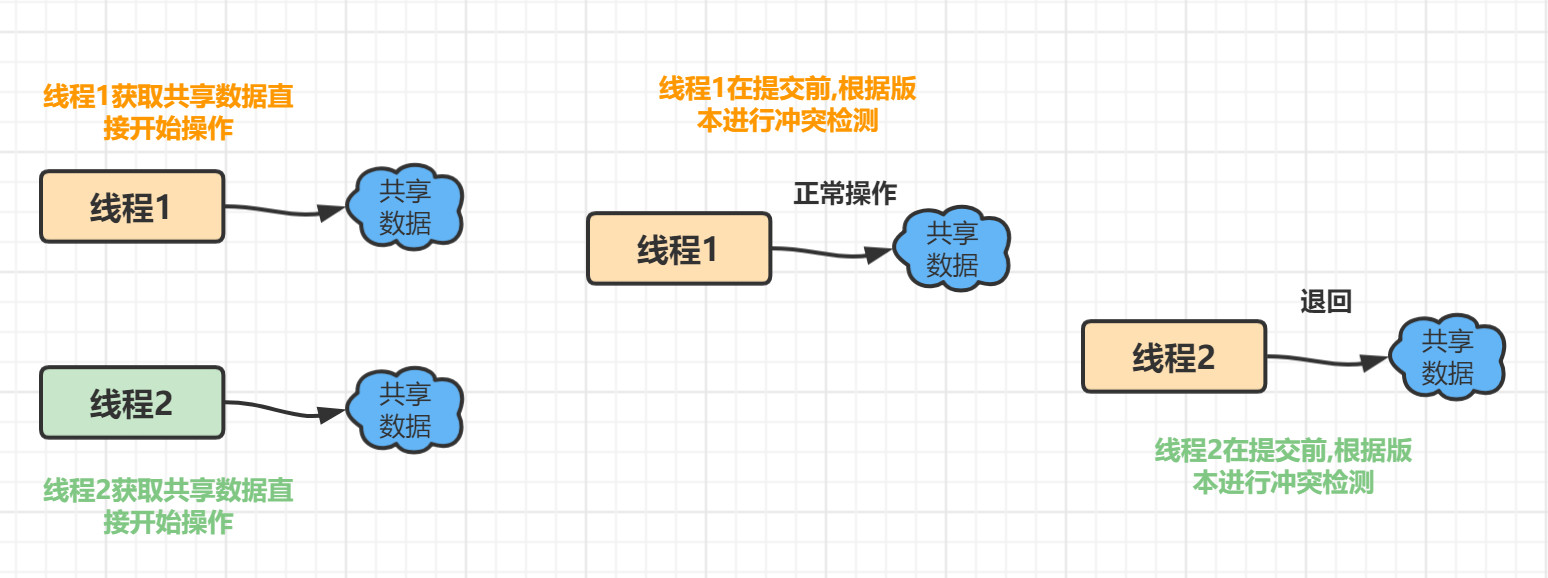 线程1获取共享数据直
接开始操作
线程1
共享
数据
线程2
共享
数据
线程2获取共享数据直
接开始操作
线程1在提交前,根据版
本进行冲突检测
正常操作
线程1
共享
数据
退回
线程2
共享
数据
线程2在提交前,根据版
本进行冲突检测